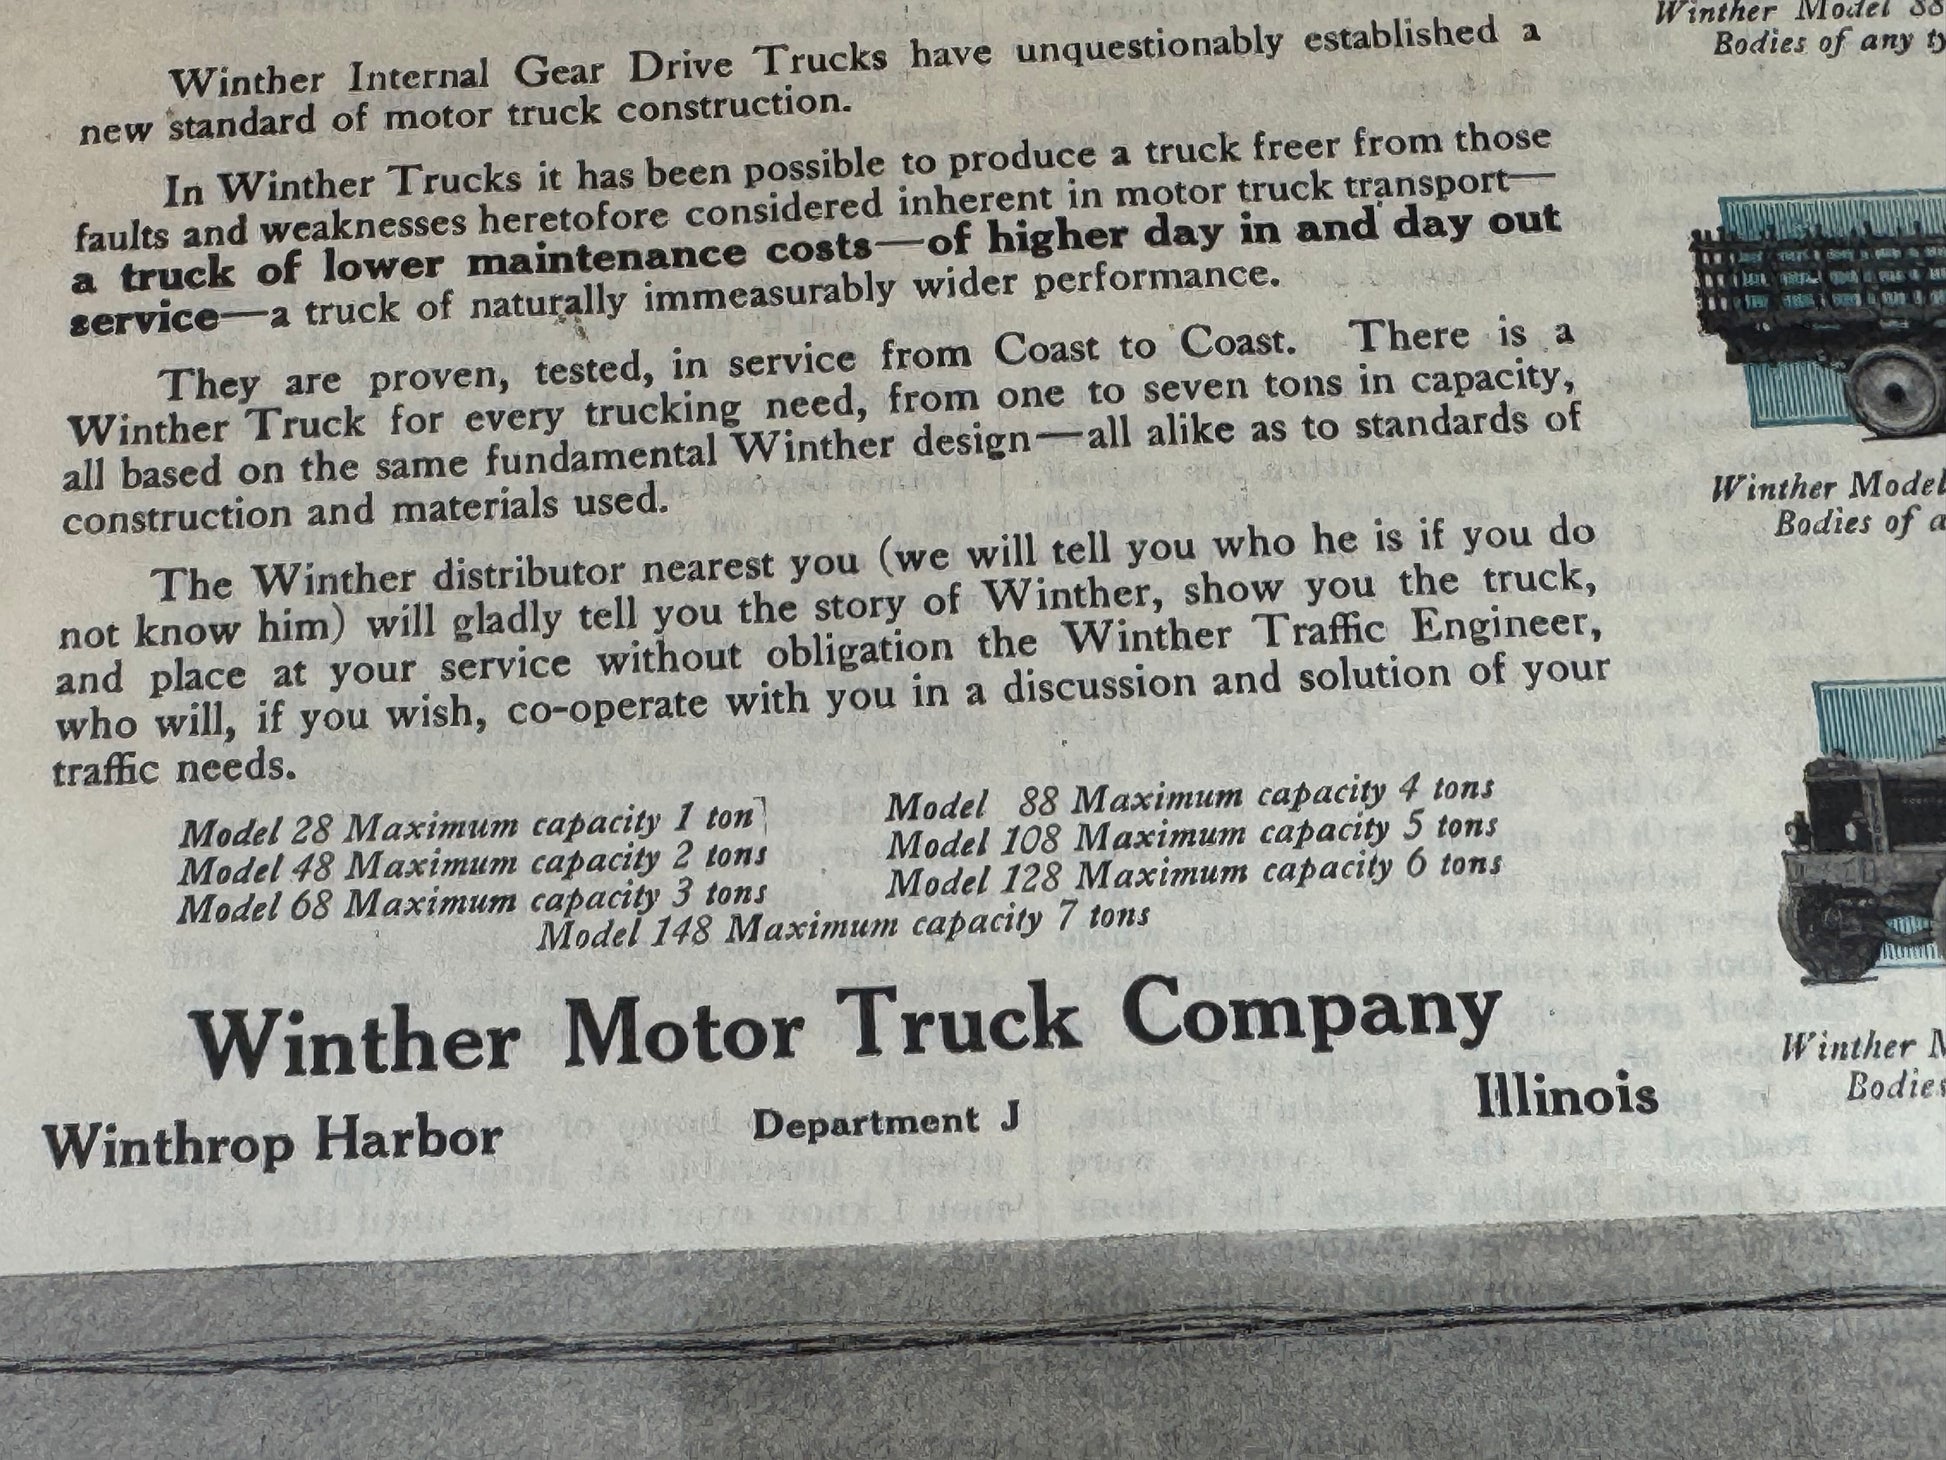 Winther Internal Gear Drive Trucks have unquestionably established a
new standard of motor truck construction.
In Winther Trucks it has been possible to produce a truck freer from those
faults and weaknesses heretofore considered inherent in motor truck transport—
a truck of lower maintenance costs—of higher day in and day out
service—a truck of naturally immeasurably wider performance.
They are proven, tested, in service from Coast to Coast. There is a
Winther Truck for every trucking need, from one to seven tons in capacity,
all based on the same fundamental Winther design—all alike as to standards of
construction and materials used.
The Winther distributor nearest you (we will tell you who he is if you do
not know him) will gladly tell you the story of Winther, show you the truck,
and place at your service without obligation the Winther Traffic Engineer,
who will, if you wish, co-operate with you in a discussion and solution of your
traffic needs.
Model 28 Maximum capacity 1 ton
Model 48 Maximum capacity 2 tons
Model 68 Maximum capacity 3 tons
Model 88 Maximum capacity 4 tons
Model 108 Maximum capacity 5 tons
Model 128 Maximum capacity 6 tons
Model 148 Maximum capacity 7 tons
Winther Motor Truck Company
Winthrop Harbor Department J Illinois
Winther Model 88
Bodies of any
Winther Model
Bodies of
Winther
Bodies